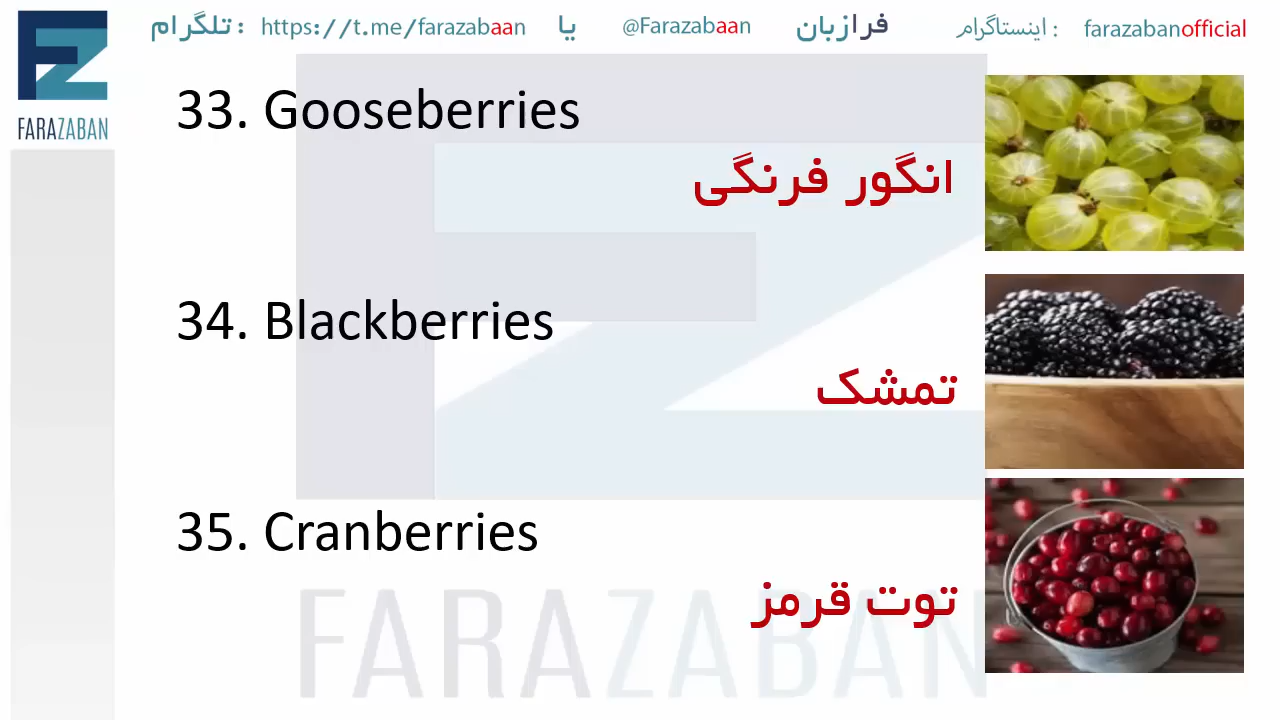 تلگرام : https://t.me/farazabaan یا @Farazabaan فرازبان اینستاگرام : farazabanofficial
FARAZABAN
33. Gooseberries
انگور فرنگی
34. Blackberries
تمشک
35. Cranberries
توت قرمز
FARAZABAN